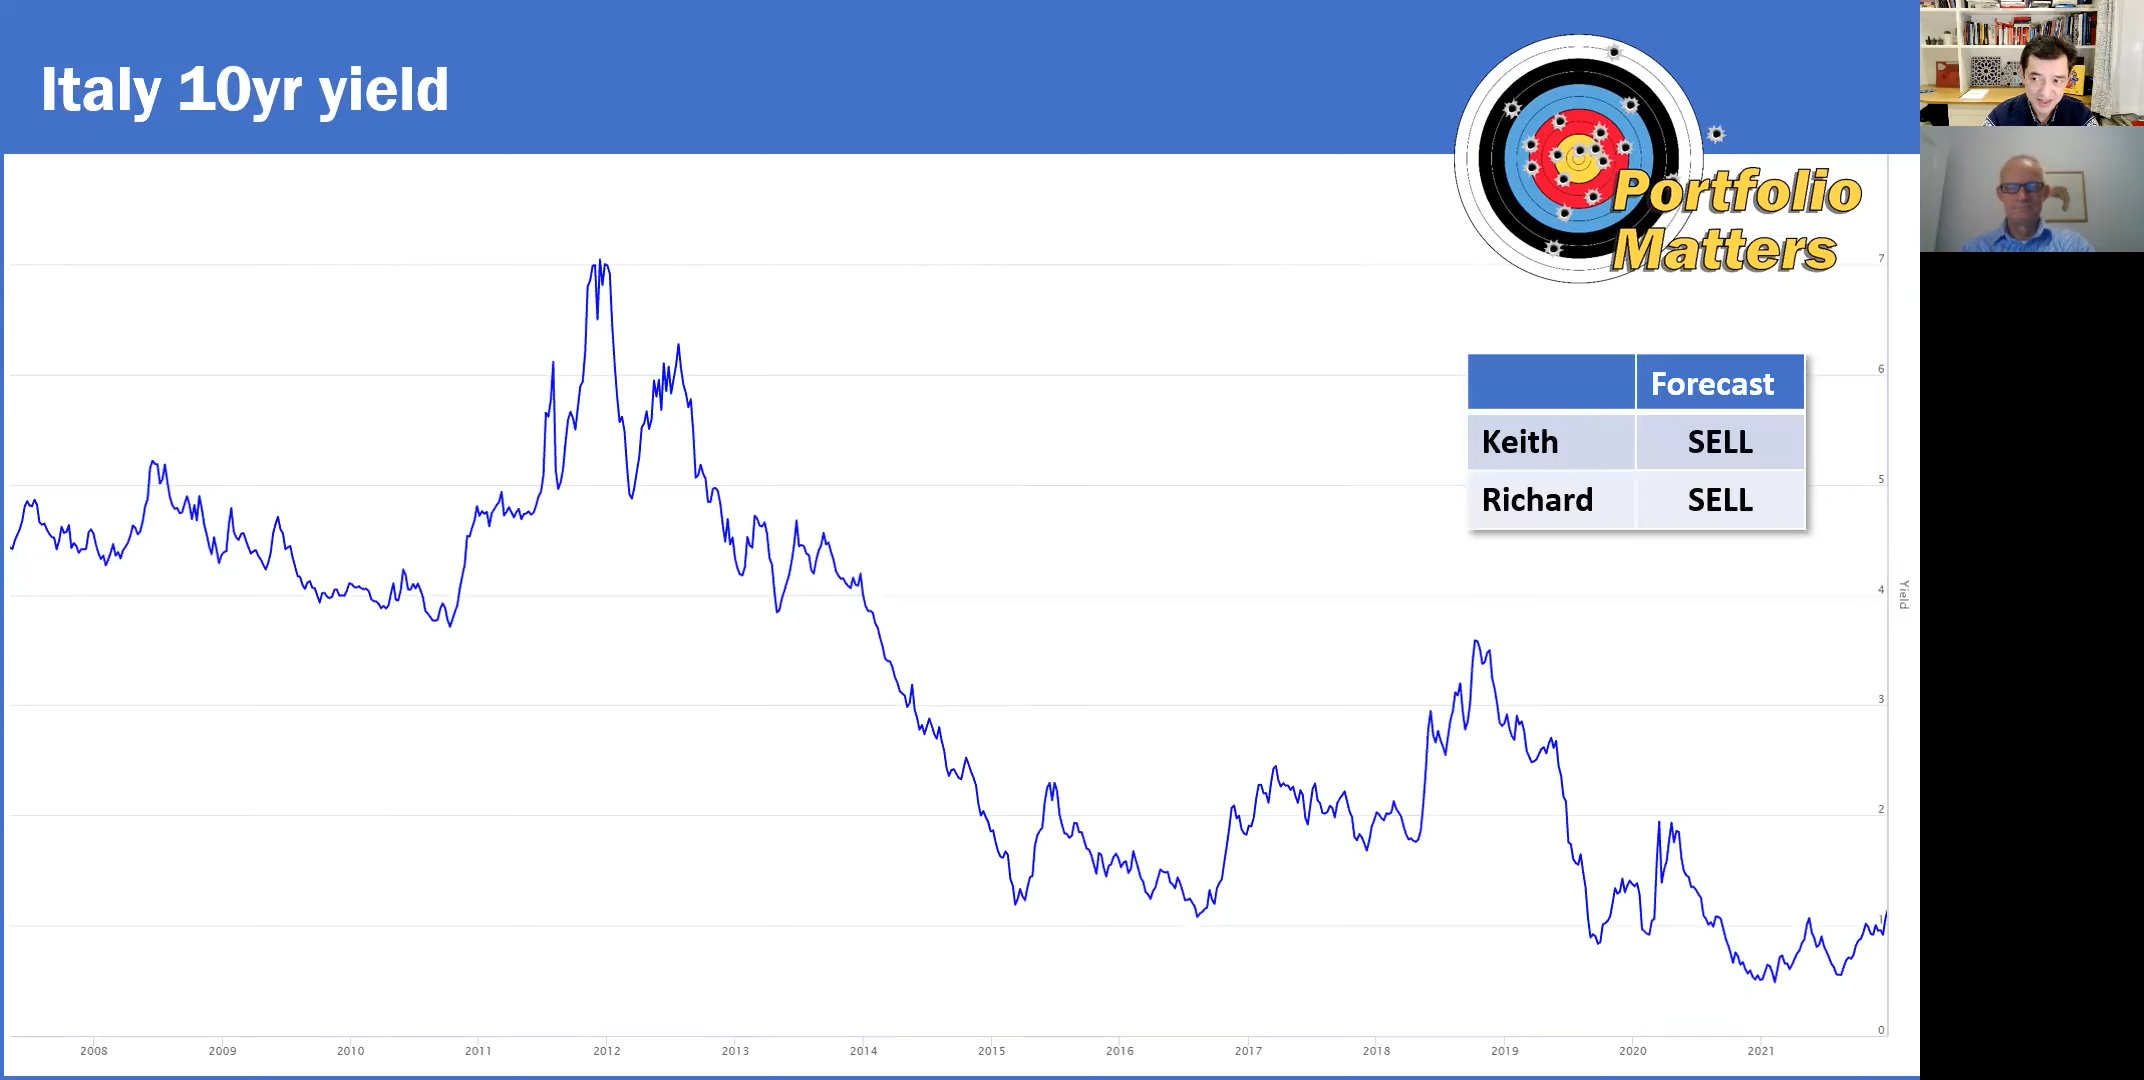 Italy 10yr yield
Portfolio
Matters
Forecast
Keith SELL
Richard SELL
7
6
5
4
3
2
1
0
Yield
2008 2009 2010 2011 2012 2013 2014 2015 2016 2017 2018 2019 2020 2021